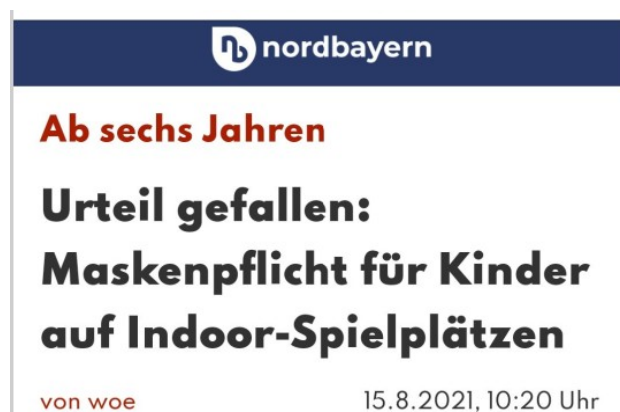 nordbayern
Ab sechs Jahren
Urteil gefallen:
Maskenpflicht für Kinder
auf Indoor-Spielplätzen
von woe 15.8.2021, 10:20 Uhr